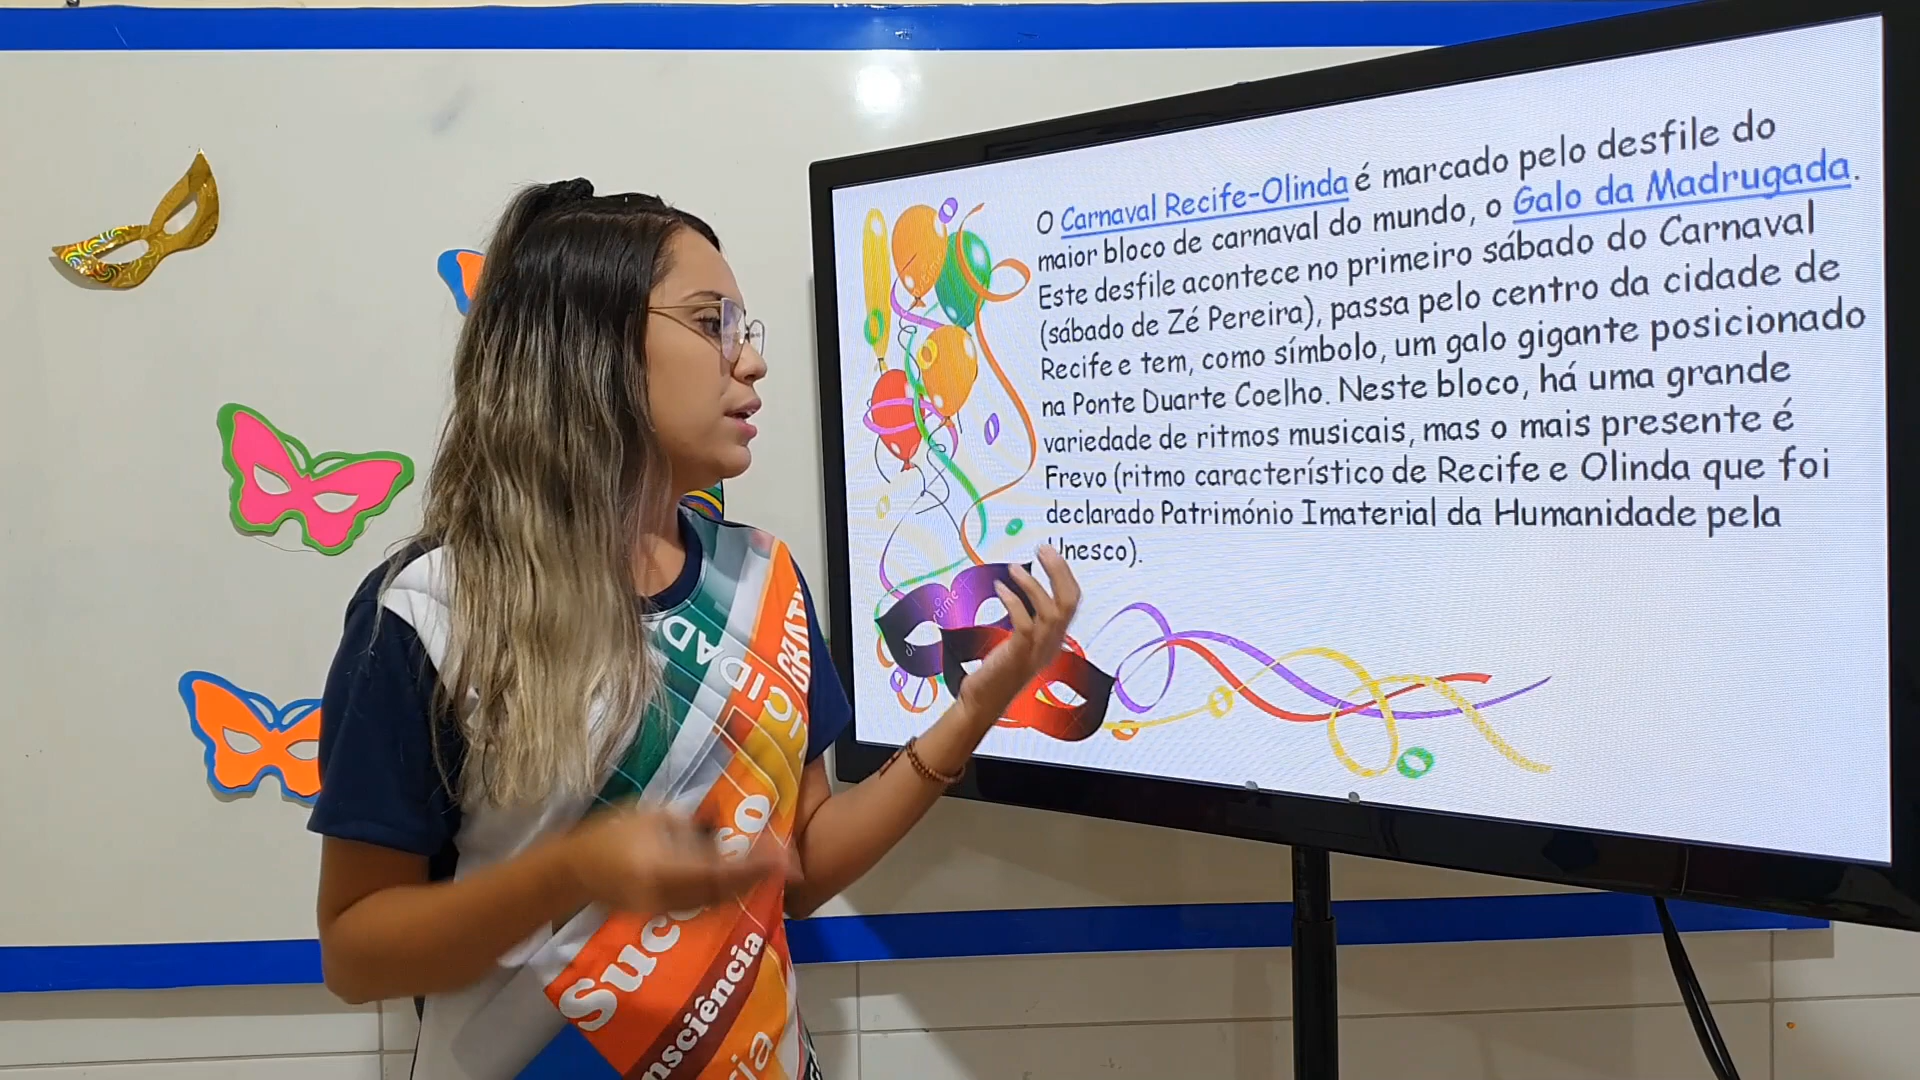 O Carnaval Recife-Olinda é marcado pelo desfile do
maior bloco de carnaval do mundo, o Galo da Madrugada.
Este desfile acontece no primeiro sábado do Carnaval
(sábado de Zé Pereira), passa pelo centro da cidade de
Recife e tem, como símbolo, um galo gigante posicionado
na Ponte Duarte Coelho. Neste bloco, há uma grande
variedade de ritmos musicais, mas o mais presente é
Frevo (ritmo característico de Recife e Olinda que foi
declarado Património Imaterial da Humanidade pela
Unesco).